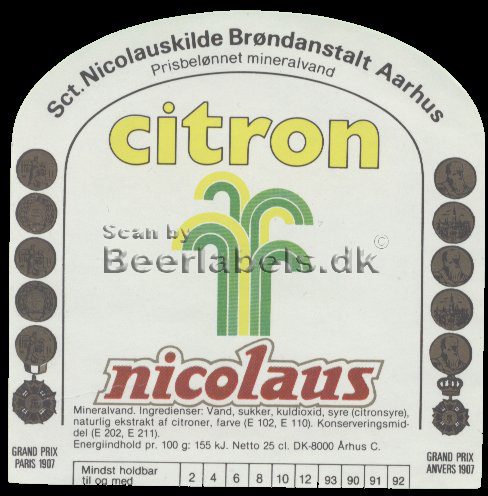 Sct. Nicolauskilde Brøndanstalt Aarhus
Prisbelønnet mineralvand
citron
Scan by
Beerlabels.dk ©
nicolaus
Mineralvand. Ingredienser: Vand, sukker, kuldioxid, syre (citronsyre),
naturlig ekstrakt af citroner, farve (E 102, E 110). Konserveringsmid-
del (E 202, E 211).
Energiindhold pr. 100 g: 155 kJ. Netto 25 cl. DK-8000 Århus C.
GRAND PRIX
PARIS 1907
GRAND PRIX
ANVERS 1907
Mindst holdbar
til og med
2 4 6 8 10 12 93 90 91 92